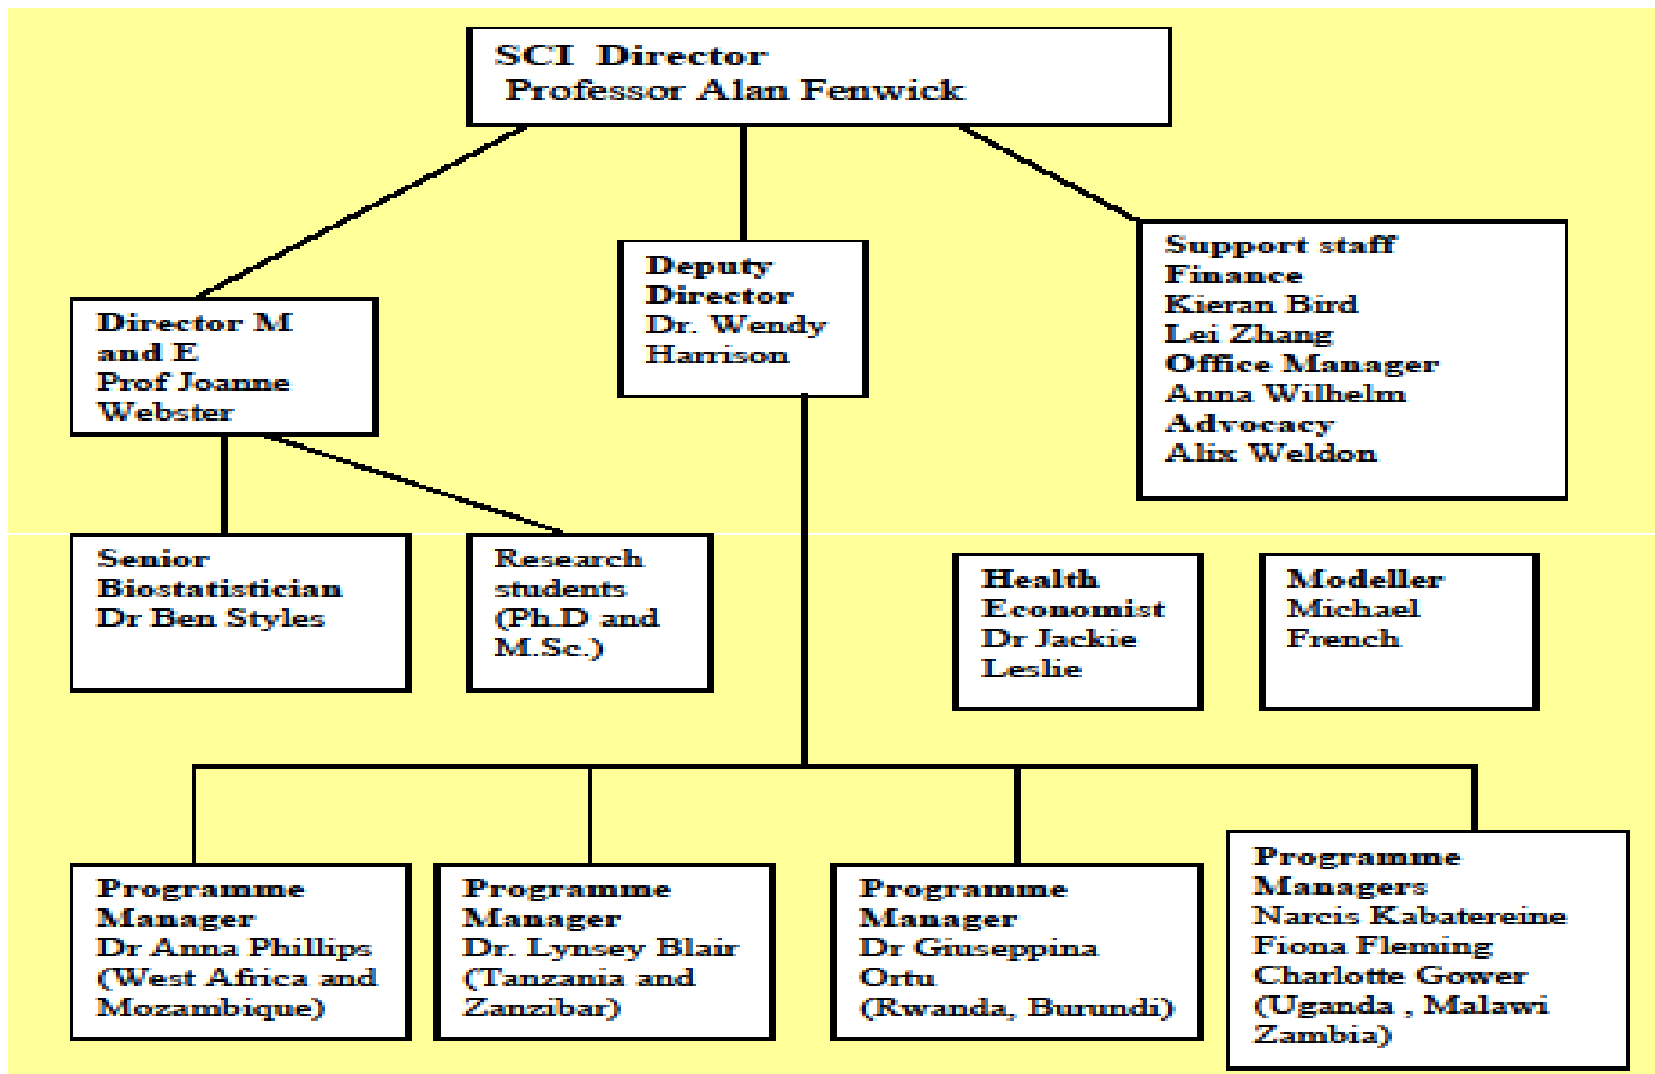 SCI Director
Professor Alan Fenwick
Deputy
Director
Dr. Wendy
Harrison
Support staff
Finance
Kieran Bird
Lei Zhang
Office Manager
Anna Wilhelm
Advocacy
Alix Weldon
Director M
and E
Prof Joanne
Webster
Senior
Biostatistician
Dr Ben Styles
Research
students
(Ph.D and
M.Sc.)
Health
Economist
Dr Jackie
Leslie
Modeller
Michael
French
Programme
Manager
Dr Anna Phillips
(West Africa and
Mozambique)
Programme
Manager
Dr. Lynsey Blair
(Tanzania and
Zanzibar)
Programme
Manager
Dr Giuseppina
Ortu
(Rwanda, Burundi)
Programme
Managers
Narcis Kabatereine
Fiona Fleming
Charlotte Gower
(Uganda , Malawi
Zambia)